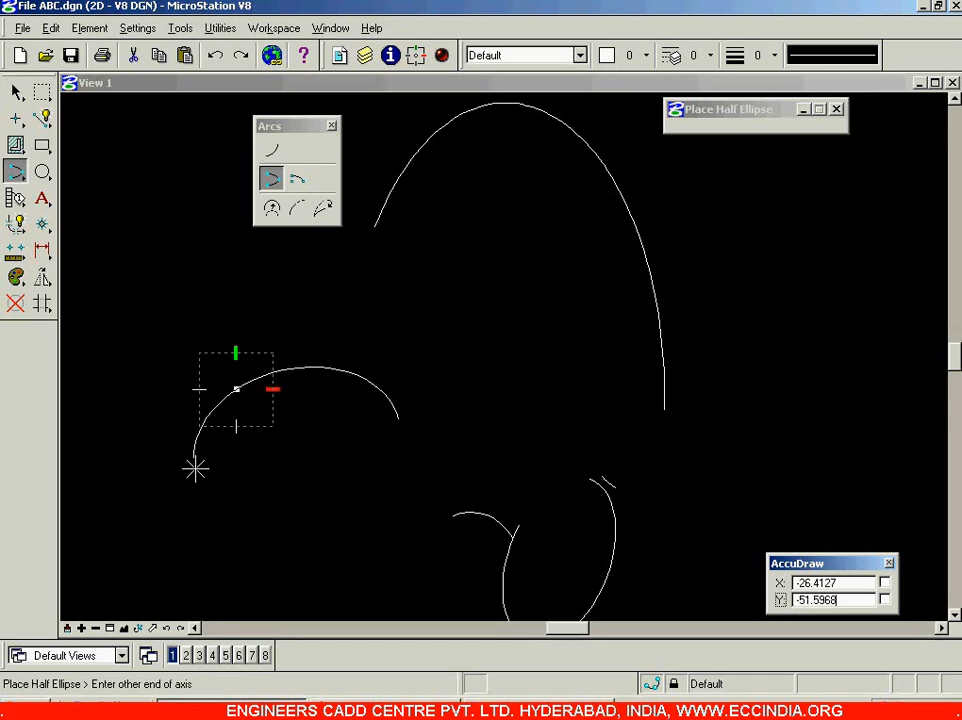 File ABC.dgn (2D - V8 DGN) - MicroStation V8
File Edit Element Settings Tools Utilities Workspace Window Help
Default 0 0 0
View 1
Place Half Ellipse
Arcs
AccuDraw
X: -26.4127
Y: -51.5968
Default Views 1 2 3 4 5 6 7 8
Place Half Ellipse > Enter other end of axis Default
ENGINEERS CADD CENTRE PVT. LTD. HYDERABAD, INDIA, WWW.ECCINDIA.ORG